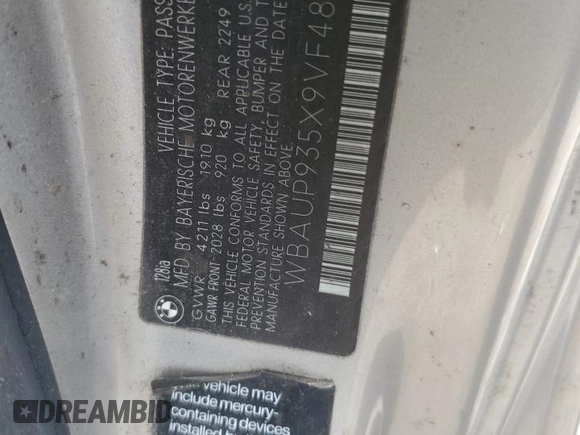 VEHICLE TYPE: PASS
MFD BY BAYERISCHE MOTORENWERKE
128ia
GVWR 4211 lbs 1910 kg
GAWR FRONT 2028 lbs 920 kg REAR 2249
THIS VEHICLE CONFORMS TO ALL APPLICABLE U.S.
FEDERAL MOTOR VEHICLE SAFETY, BUMPER AND T
PREVENTION STANDARDS IN EFFECT ON THE DATE
MANUFACTURE SHOWN ABOVE.
WBAUP935X9VF48
This vehicle may
include mercury-
containing devices
installed
DREAMBID